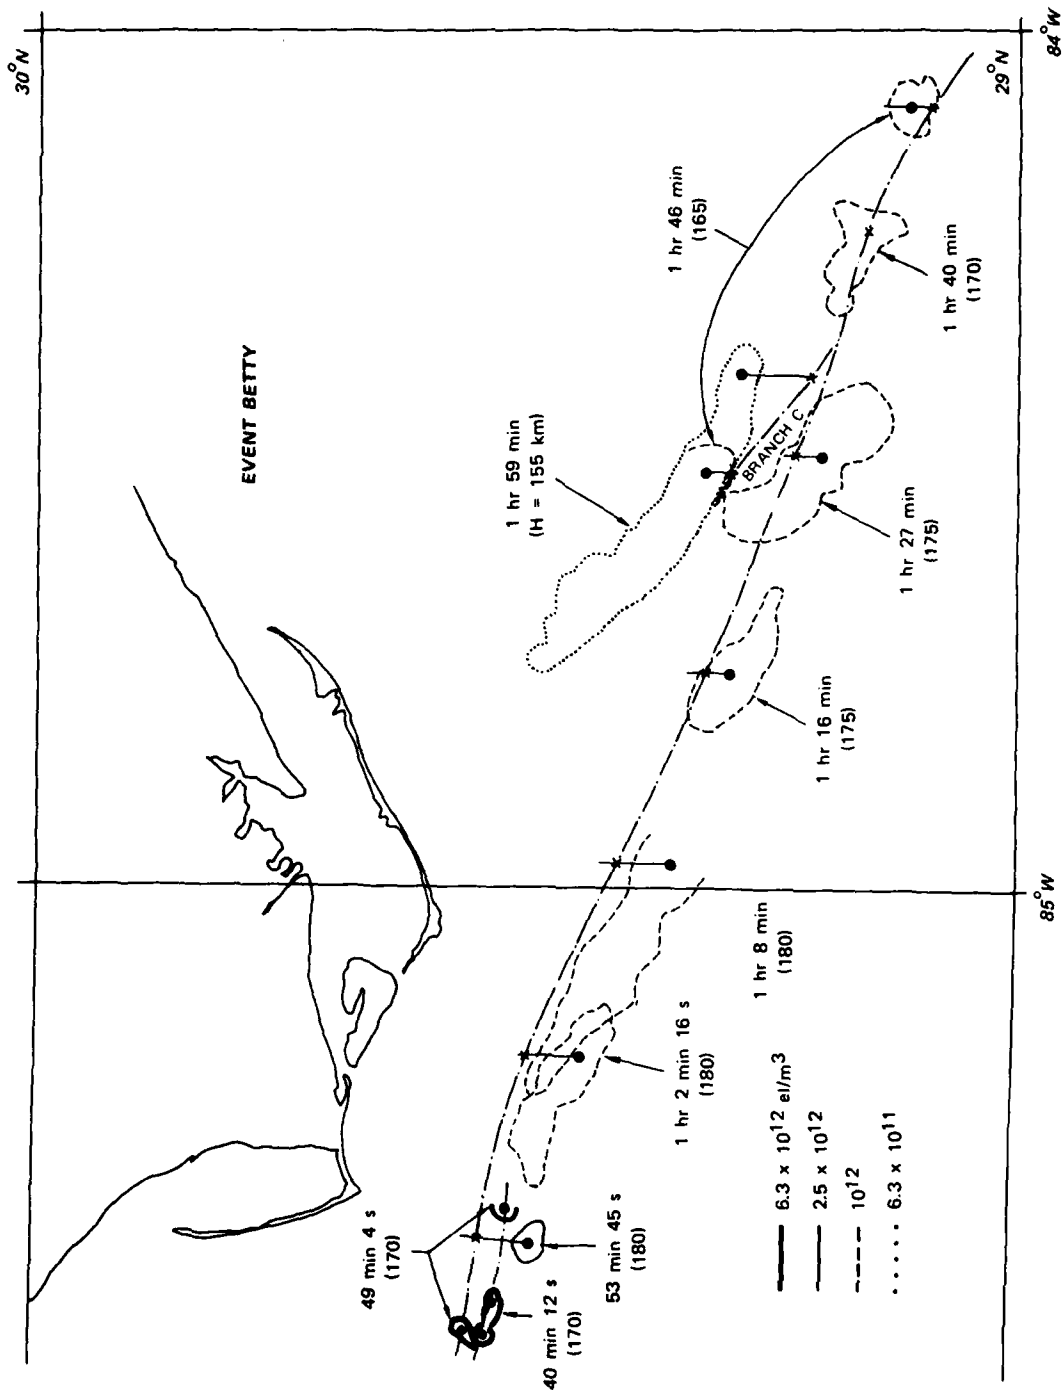 30°N
84°W
29°N
85°W
EVENT BETTY
1 hr 46 min
(165)
1 hr 40 min
(170)
1 hr 59 min
(H = 155 km)
BRANCH C
1 hr 27 min
(175)
1 hr 16 min
(175)
1 hr 8 min
(180)
1 hr 2 min 16 s
(180)
49 min 4 s
(170)
53 min 45 s
(180)
40 min 12 s
(170)
6.3 x 10¹² el/m³
2.5 x 10¹²
10¹²
6.3 x 10¹¹